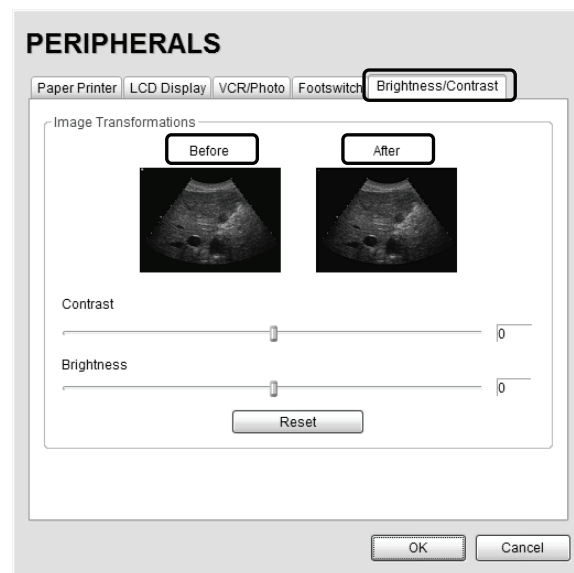 PERIPHERALS
Paper Printer LCD Display VCR/Photo Footswitch Brightness/Contrast
Image Transformations
Before After
Contrast
0
Brightness
0
Reset
OK Cancel